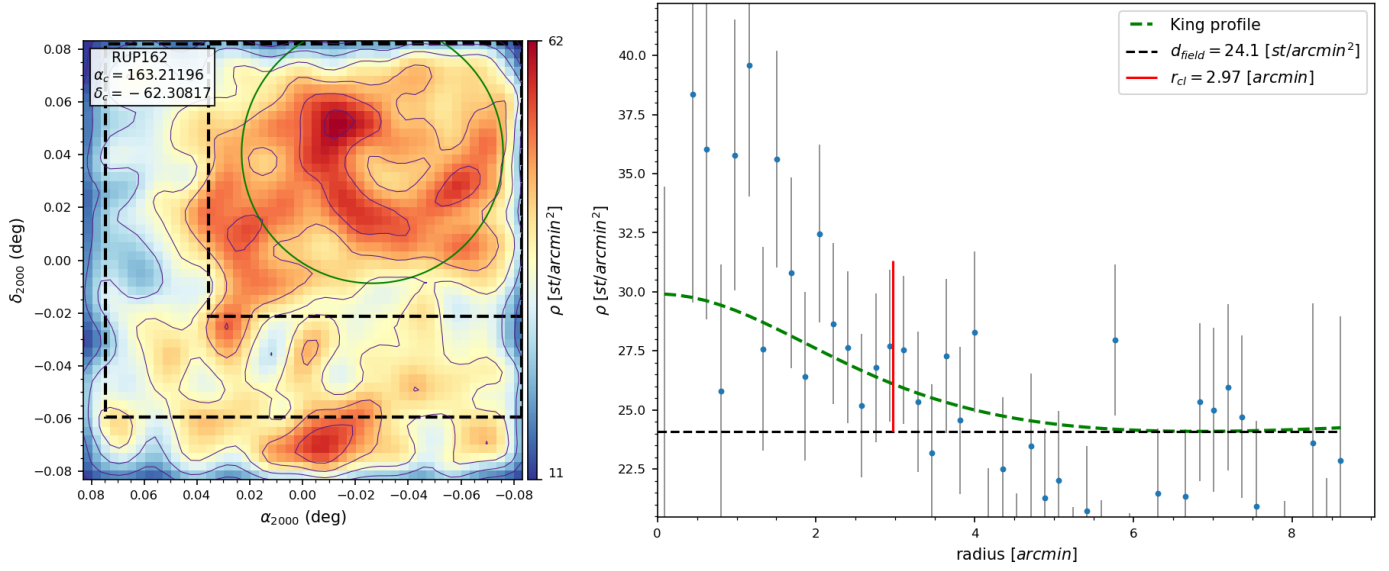 RUP162
α_c = 163.21196
δ_c = −62.30817
0.08
0.06
0.04
0.02
0.00
−0.02
−0.04
−0.06
−0.08
δ2000 (deg)
0.08 0.06 0.04 0.02 0.00 −0.02 −0.04 −0.06 −0.08
α2000 (deg)
62
ρ [st/arcmin²]
11
King profile
d_field = 24.1 [st/arcmin²]
r_cl = 2.97 [arcmin]
40.0
37.5
35.0
32.5
30.0
27.5
25.0
22.5
ρ [st/arcmin²]
0 2 4 6 8
radius [arcmin]